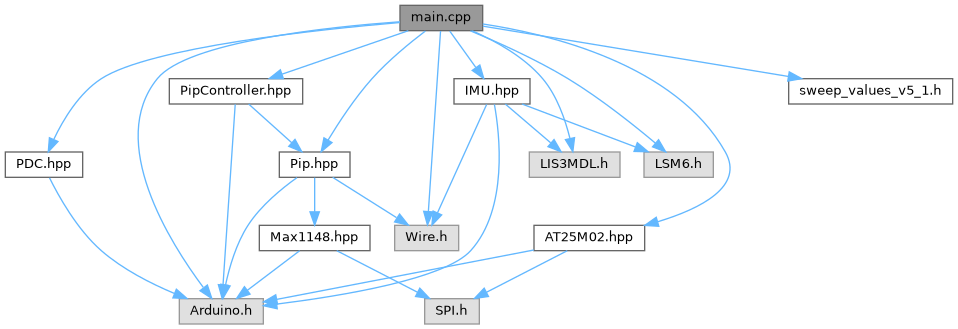 main.cpp
PipController.hpp
IMU.hpp
sweep_values_v5_1.h
PDC.hpp
Pip.hpp
LIS3MDL.h
LSM6.h
Max1148.hpp
Wire.h
AT25M02.hpp
Arduino.h
SPI.h